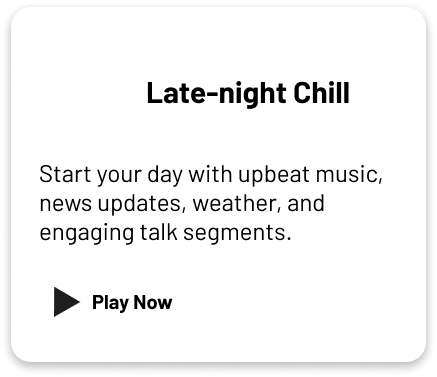 Late-night Chill
Start your day with upbeat music,
news updates, weather, and
engaging talk segments.
Play Now